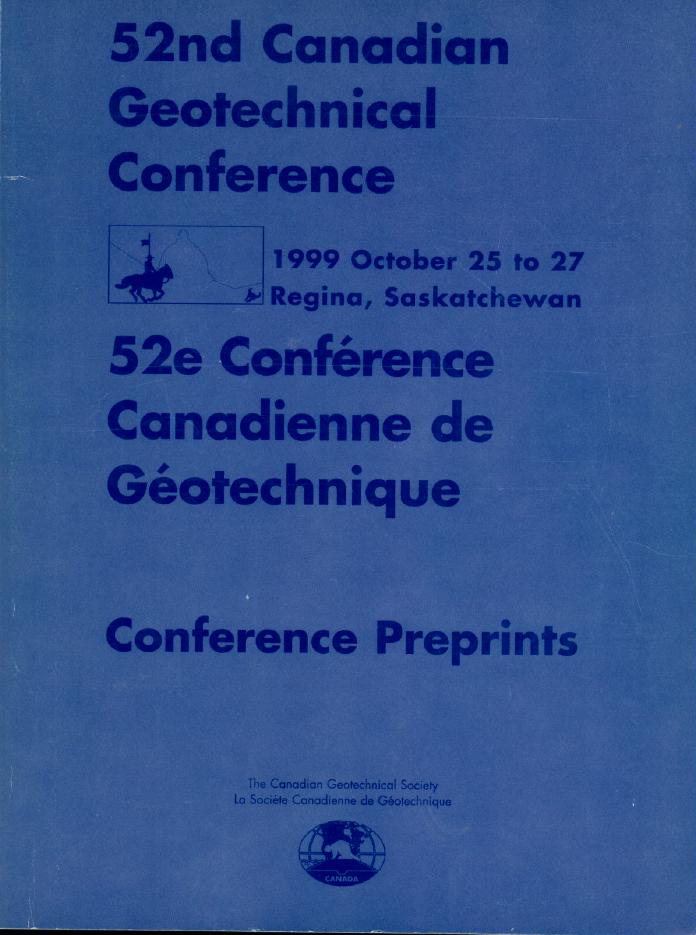 52nd Canadian
Geotechnical
Conference
1999 October 25 to 27
Regina, Saskatchewan
52e Conférence
Canadienne de
Géotechnique
Conference Preprints
The Canadian Geotechnical Society
La Société Canadienne de Géotechnique
CANADA